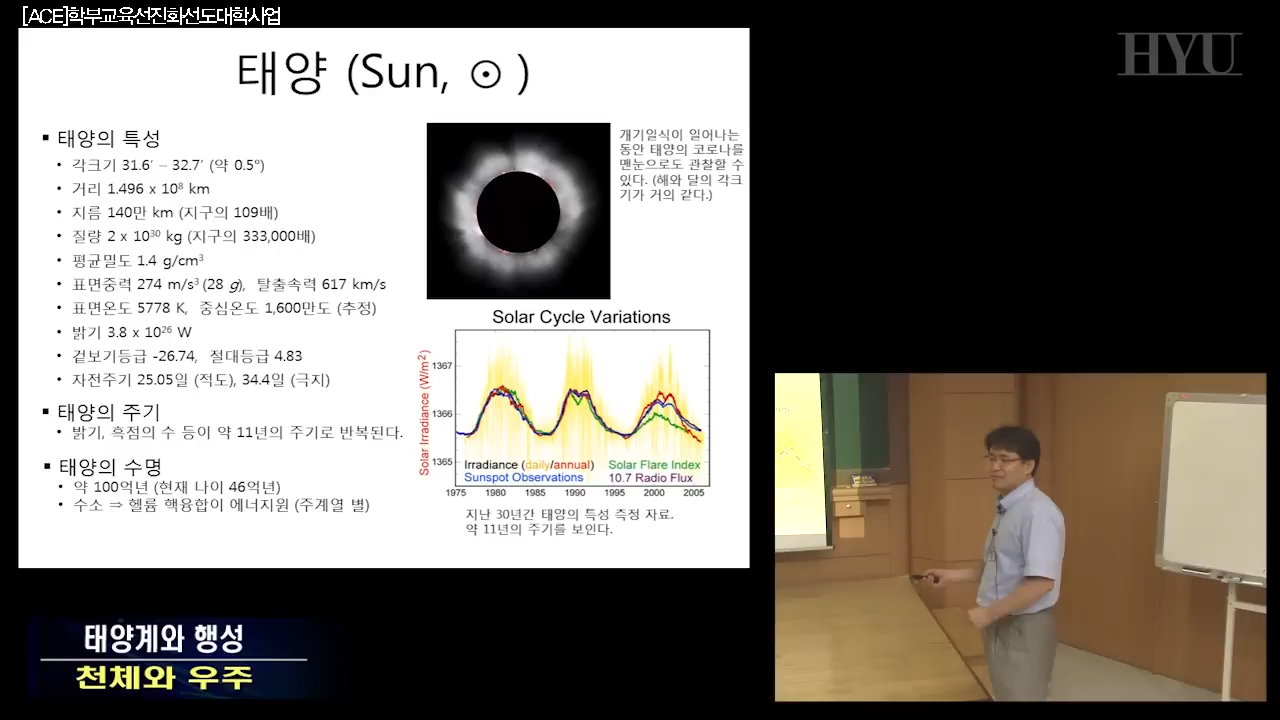 [ACE]학부교육선진화선도대학사업
HYU
태양 (Sun, ⊙ )
▪ 태양의 특성
• 각크기 31.6′ – 32.7′ (약 0.5º)
• 거리 1.496 x 10⁸ km
• 지름 140만 km (지구의 109배)
• 질량 2 x 10³⁰ kg (지구의 333,000배)
• 평균밀도 1.4 g/cm³
• 표면중력 274 m/s³ (28 g), 탈출속력 617 km/s
• 표면온도 5778 K, 중심온도 1,600만도 (추정)
• 밝기 3.8 x 10²⁶ W
• 겉보기등급 -26.74, 절대등급 4.83
• 자전주기 25.05일 (적도), 34.4일 (극지)
▪ 태양의 주기
• 밝기, 흑점의 수 등이 약 11년의 주기로 반복된다.
▪ 태양의 수명
• 약 100억년 (현재 나이 46억년)
• 수소 ⇒ 헬륨 핵융합이 에너지원 (주계열 별)
개기일식이 일어나는
동안 태양의 코로나를
맨눈으로도 관찰할 수
있다. (해와 달의 각크
기가 거의 같다.)
Solar Cycle Variations
Solar Irradiance (W/m²)
1367
1366
1365
Irradiance (daily/annual)
Solar Flare Index
Sunspot Observations
10.7 Radio Flux
1975 1980 1985 1990 1995 2000 2005
지난 30년간 태양의 특성 측정 자료.
약 11년의 주기를 보인다.
태양계와 행성
천체와 우주